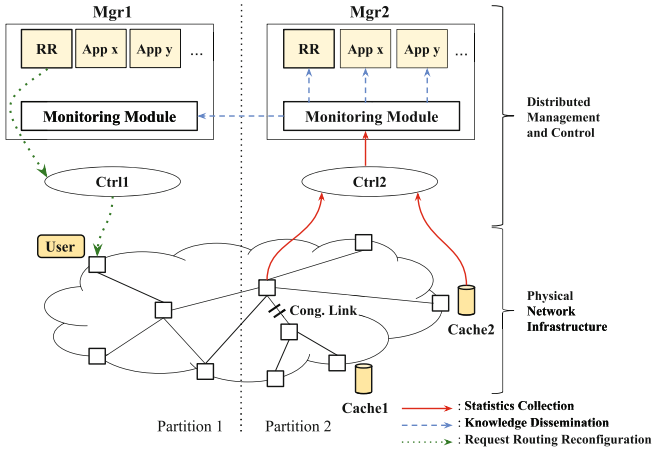 Mgr1
Mgr2
RR
App x
App y
...
RR
App x
App y
...
Monitoring Module
Monitoring Module
Distributed
Management
and Control
Ctrl1
Ctrl2
User
Cong. Link
Cache2
Physical
Network
Infrastructure
Cache1
Partition 1
Partition 2
: Statistics Collection
: Knowledge Dissemination
: Request Routing Reconfiguration